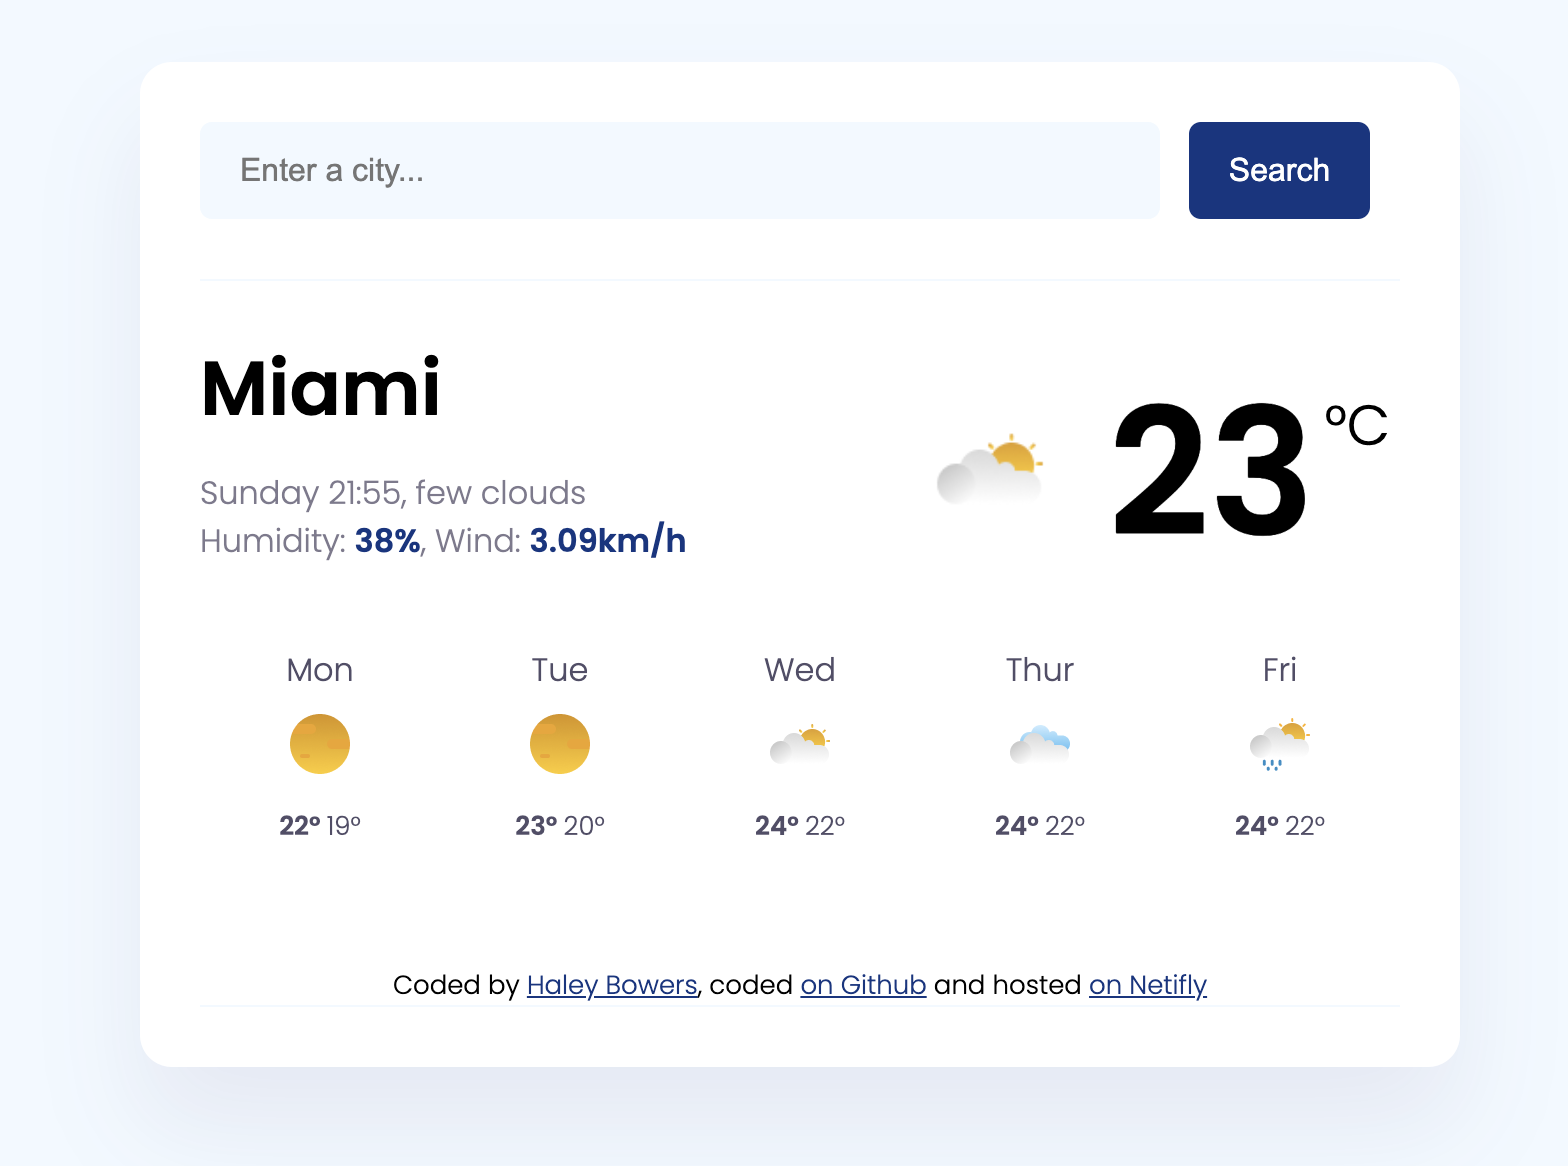 Enter a city...
Search
Miami
Sunday 21:55, few clouds
Humidity: 38%, Wind: 3.09km/h
23 °C
Mon Tue Wed Thur Fri
22° 19° 23° 20° 24° 22° 24° 22° 24° 22°
Coded by Haley Bowers, coded on Github and hosted on Netifly